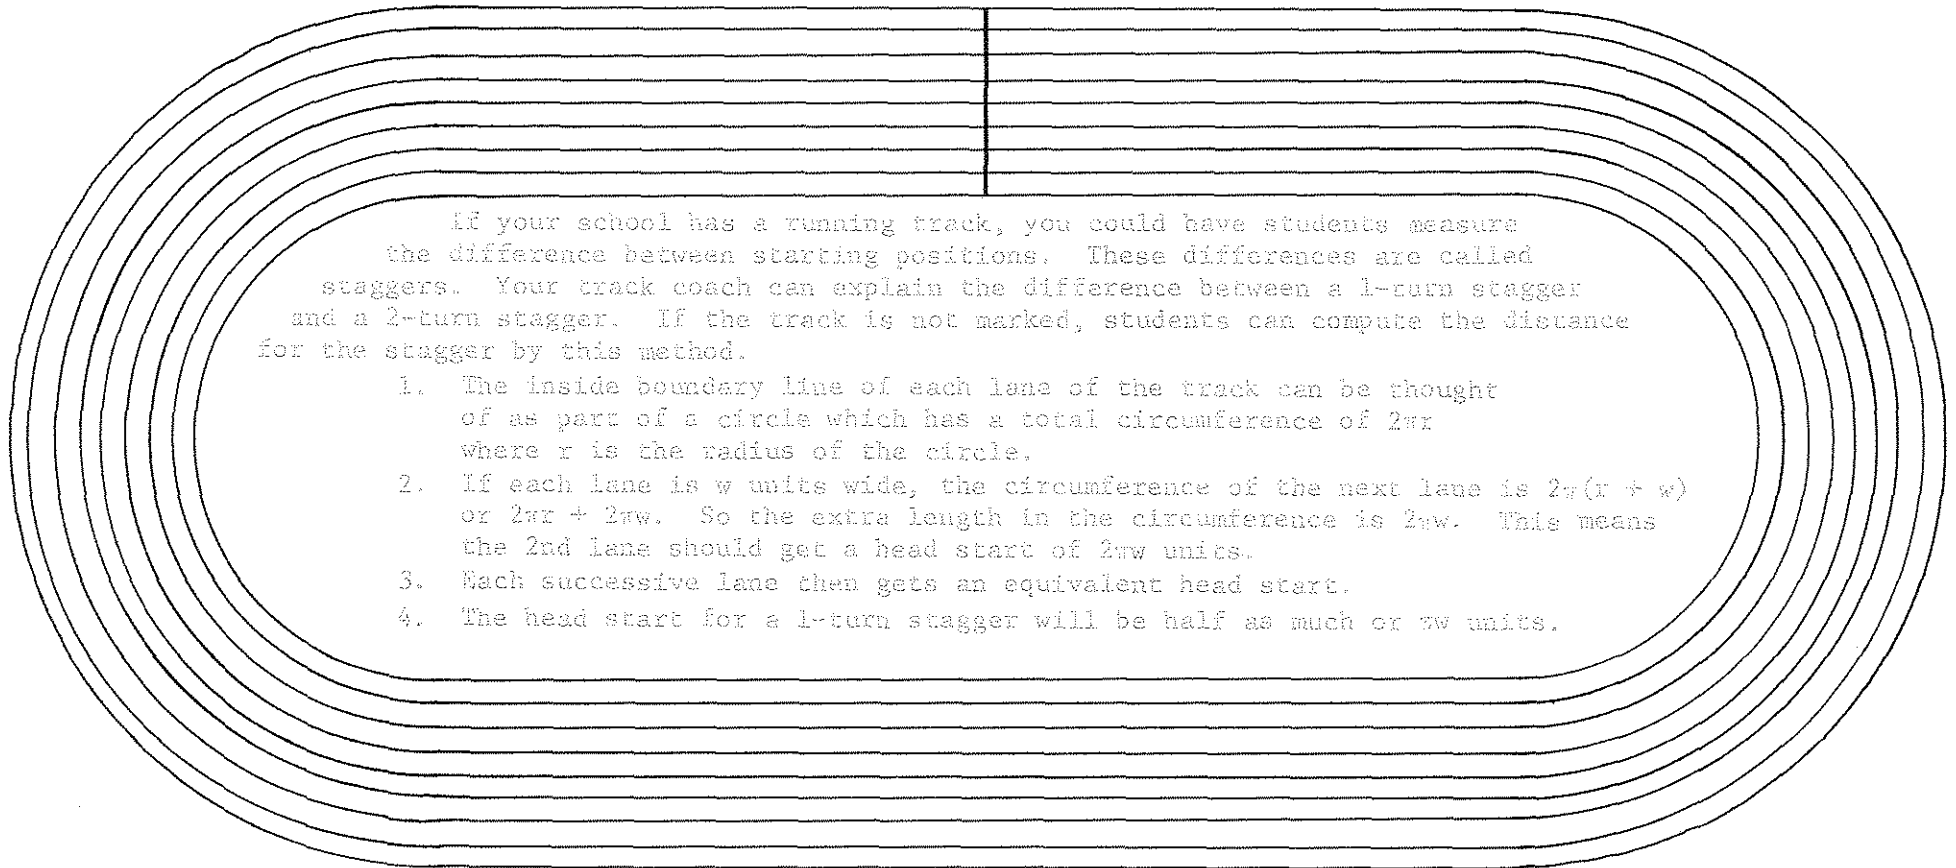 If your school has a running track, you could have students measure
the difference between starting positions. These differences are called
staggers. Your track coach can explain the difference between a 1-turn stagger
and a 2-turn stagger. If the track is not marked, students can compute the distance
for the stagger by this method.
1. The inside boundary line of each lane of the track can be thought
of as part of a circle which has a total circumference of 2πr
where r is the radius of the circle.
2. If each lane is w units wide, the circumference of the next lane is 2π(r + w)
or 2πr + 2πw. So the extra length in the circumference is 2πw. This means
the 2nd lane should get a head start of 2πw units.
3. Each successive lane then gets an equivalent head start.
4. The head start for a 1-turn stagger will be half as much or πw units.